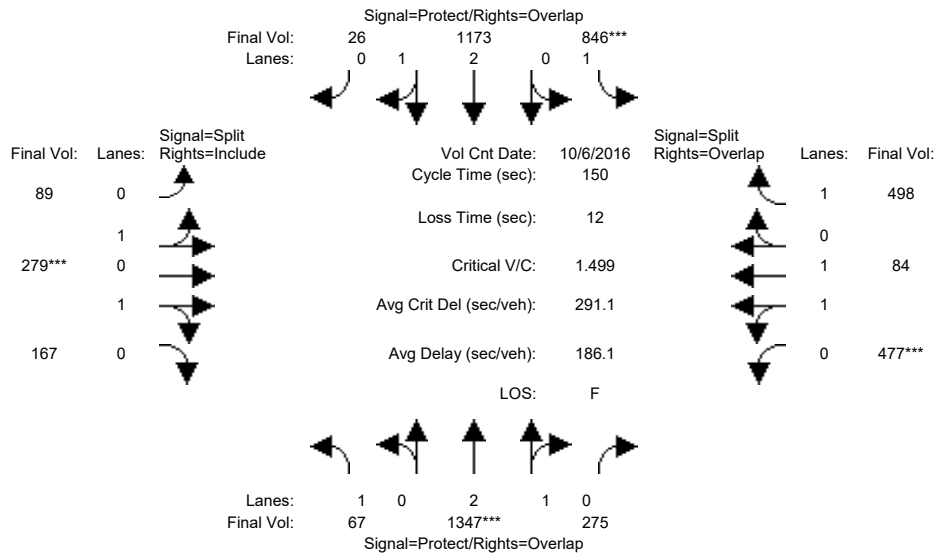 Signal=Protect/Rights=Overlap
Final Vol: 26 1173 846***
Lanes: 0 1 2 0 1
Signal=Split
Final Vol: Lanes: Rights=Include
Vol Cnt Date: 10/6/2016
Signal=Split
Rights=Overlap Lanes: Final Vol:
Cycle Time (sec): 150
89 0
1 498
Loss Time (sec): 12
1
0
279*** 0
Critical V/C: 1.499
1 84
1
Avg Crit Del (sec/veh): 291.1
1
167 0
Avg Delay (sec/veh): 186.1
0 477***
LOS: F
Lanes: 1 0 2 1 0
Final Vol: 67 1347*** 275
Signal=Protect/Rights=Overlap